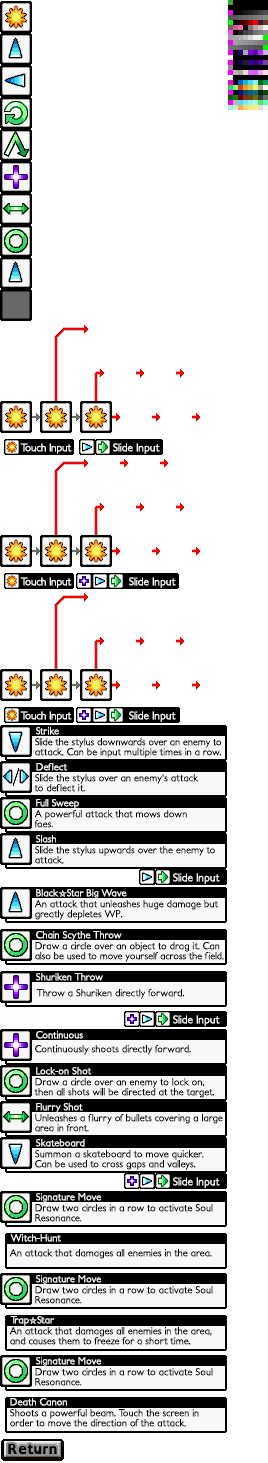 Touch Input Slide Input
Touch Input Slide Input
Touch Input Slide Input
Strike
Slide the stylus downwards over an enemy to
attack. Can be input multiple times in a row.
Deflect
Slide the stylus over an enemy's attack
to deflect it.
Full Sweep
A powerful attack that mows down
foes.
Slash
Slide the stylus upwards over the enemy to
attack.
Slide Input
Black☆Star Big Wave
An attack that unleashes huge damage but
greatly depletes WP.
Chain Scythe Throw
Draw a circle over an object to drag it. Can
also be used to move yourself across the field.
Shuriken Throw
Throw a Shuriken directly forward.
Slide Input
Continuous
Continuously shoots directly forward.
Lock-on Shot
Draw a circle over an enemy to lock on,
then all shots will be directed at the target.
Flurry Shot
Unleashes a flurry of bullets covering a large
area in front.
Skateboard
Summon a skateboard to move quicker.
Can be used to cross gaps and valleys.
Slide Input
Signature Move
Draw two circles in a row to activate Soul
Resonance.
Witch-Hunt
An attack that damages all enemies in the area.
Signature Move
Draw two circles in a row to activate Soul
Resonance.
Trap★Star
An attack that damages all enemies in the area,
and causes them to freeze for a short time.
Signature Move
Draw two circles in a row to activate Soul
Resonance.
Death Canon
Shoots a powerful beam. Touch the screen in
order to move the direction of the attack.
Return